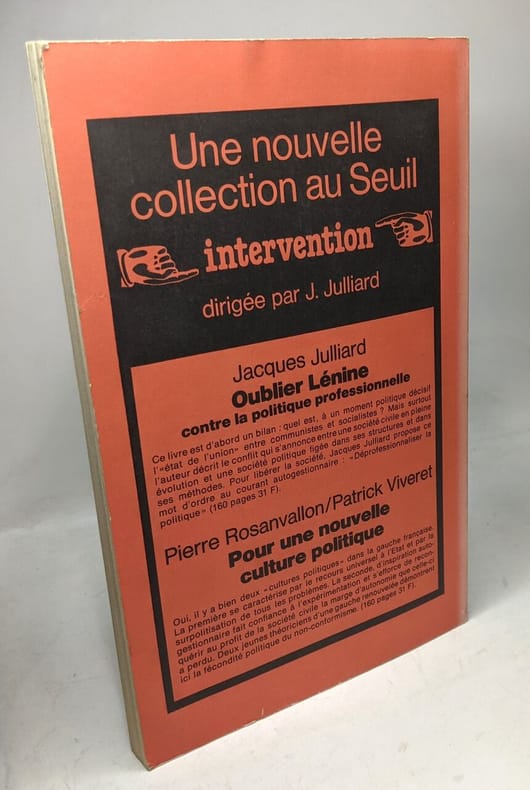 Une nouvelle
collection au Seuil
intervention
dirigée par J. Julliard
Jacques Julliard
Oublier Lénine
contre la politique professionnelle
Ce livre est d'abord un bilan : quel est, à un moment politique décisif
l'«état de l'union» entre communistes et socialistes ? Mais surtout
l'auteur décrit le conflit qui s'annonce entre une société civile en pleine
évolution et une société politique figée dans ses structures et dans
ses méthodes. Pour libérer la société, Jacques Julliard propose ce
mot d'ordre au courant autogestionnaire : «Déprofessionnaliser la
politique» (160 pages 31 F).
Pierre Rosanvallon/Patrick Viveret
Pour une nouvelle
culture politique
Oui, il y a bien deux «cultures politiques» dans la gauche française.
La première se caractérise par le recours universel à l'Etat et par la
surpolitisation de tous les problèmes. La seconde, d'inspiration auto-
gestionnaire fait confiance à l'expérimentation et s'efforce de recon-
quérir au profit de la société civile la marge d'autonomie que celle-ci
a perdu. Deux jeunes théoriciens d'une gauche renouvelée démontrent
ici la fécondité politique du non-conformisme. (160 pages 31 F).